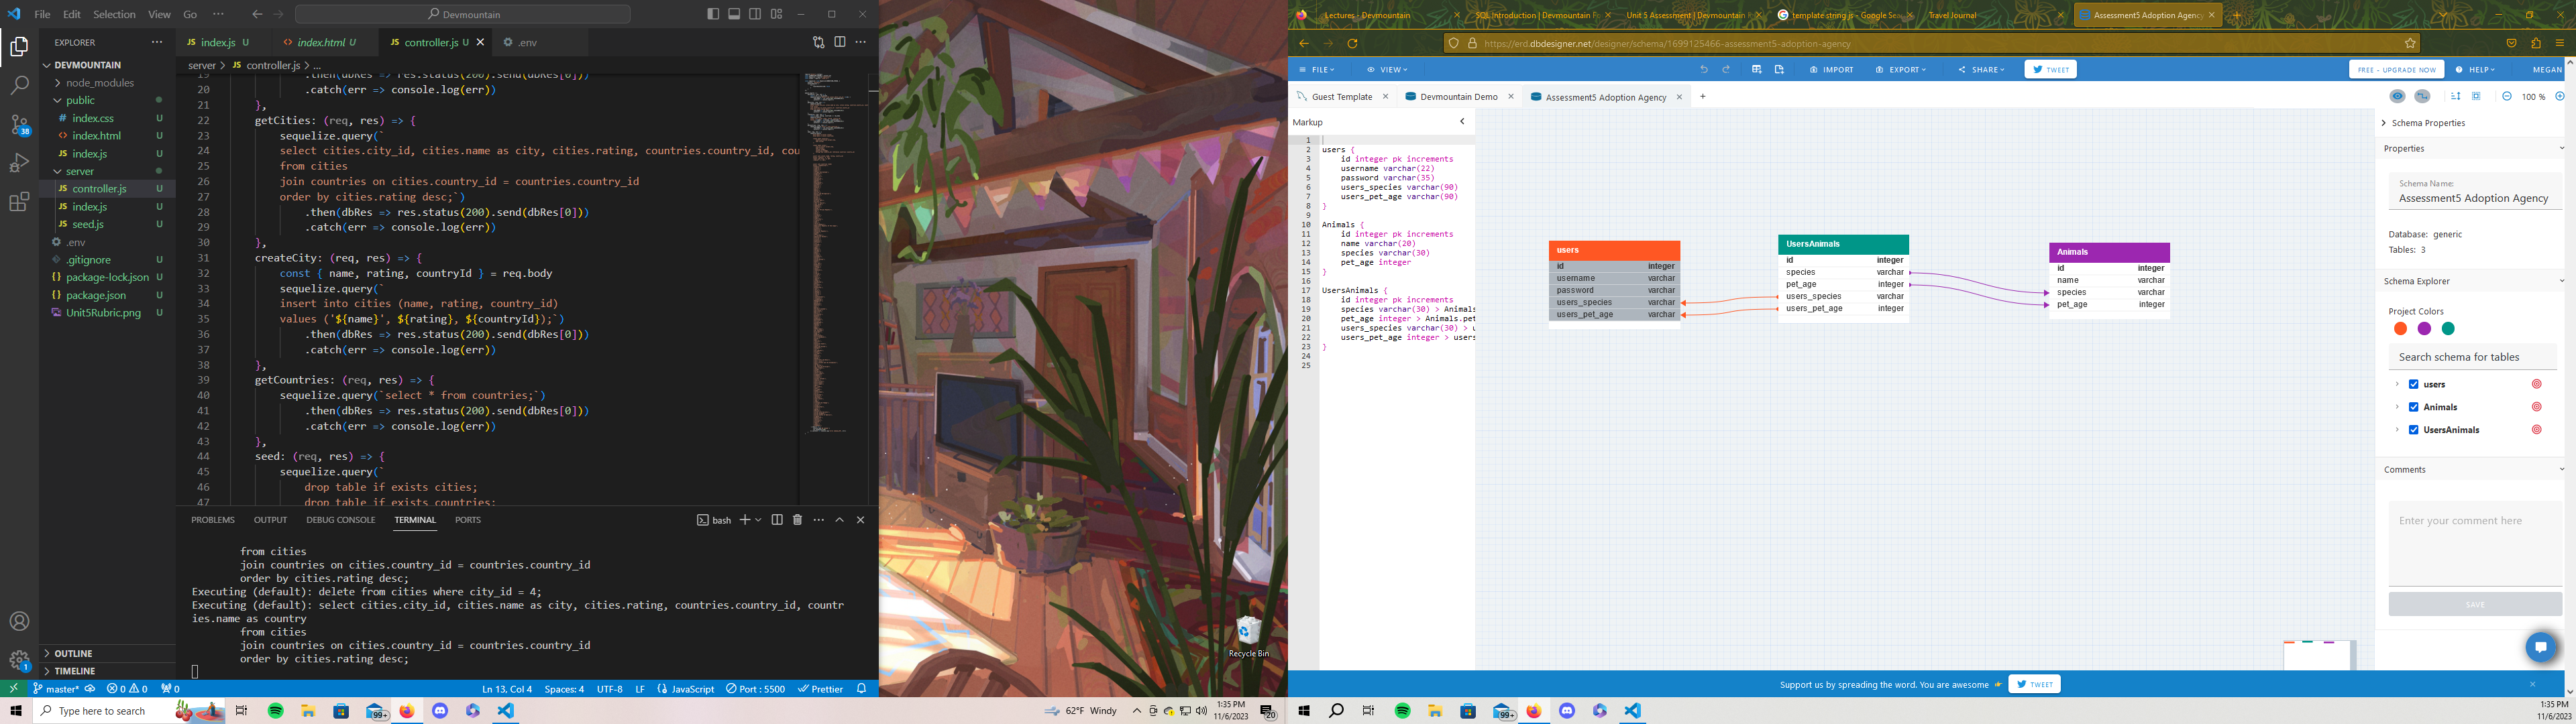 File Edit Selection View Go ··· Devmountain
EXPLORER
DEVMOUNTAIN
node_modules
public
index.css U
index.html U
index.js U
server
controller.js U
index.js U
seed.js U
.env
.gitignore U
package-lock.json U
package.json U
Unit5Rubric.png U
OUTLINE
TIMELINE
38
1
index.js U index.html U controller.js U .env
server > controller.js > ...
19 .then(dbRes => res.status(200).send(dbRes[0]))
20 .catch(err => console.log(err))
21 },
22 getCities: (req, res) => {
23 sequelize.query(`
24 select cities.city_id, cities.name as city, cities.rating, countries.country_id, cou
25 from cities
26 join countries on cities.country_id = countries.country_id
27 order by cities.rating desc;`)
28 .then(dbRes => res.status(200).send(dbRes[0]))
29 .catch(err => console.log(err))
30 },
31 createCity: (req, res) => {
32 const { name, rating, countryId } = req.body
33 sequelize.query(`
34 insert into cities (name, rating, country_id)
35 values ('${name}', ${rating}, ${countryId});`)
36 .then(dbRes => res.status(200).send(dbRes[0]))
37 .catch(err => console.log(err))
38 },
39 getCountries: (req, res) => {
40 sequelize.query(`select * from countries;`)
41 .then(dbRes => res.status(200).send(dbRes[0]))
42 .catch(err => console.log(err))
43 },
44 seed: (req, res) => {
45 sequelize.query(`
46 drop table if exists cities;
47 drop table if exists countries;
PROBLEMS OUTPUT DEBUG CONSOLE TERMINAL PORTS bash
from cities
join countries on cities.country_id = countries.country_id
order by cities.rating desc;
Executing (default): delete from cities where city_id = 4;
Executing (default): select cities.city_id, cities.name as city, cities.rating, countries.country_id, countr
ies.name as country
from cities
join countries on cities.country_id = countries.country_id
order by cities.rating desc;
master* 0 0 0 Ln 13, Col 4 Spaces: 4 UTF-8 LF JavaScript Port : 5500 Prettier
Recycle Bin
Type here to search 99+ 62°F Windy 1:35 PM
11/6/2023 20
Lectures - Devmountain SQL Introduction | Devmountain Unit 5 Assessment | Devmountain template string js - Google Se Travel Journal Assessment5 Adoption Agency
https://erd.dbdesigner.net/designer/schema/1699125466-assessment5-adoption-agency
FILE VIEW IMPORT EXPORT SHARE TWEET FREE - UPGRADE NOW HELP MEGAN
Guest Template Devmountain Demo Assessment5 Adoption Agency + 100 %
Markup
1
2 users {
3 id integer pk increments
4 username varchar(22)
5 password varchar(35)
6 users_species varchar(90)
7 users_pet_age varchar(90)
8 }
9
10 Animals {
11 id integer pk increments
12 name varchar(20)
13 species varchar(30)
14 pet_age integer
15 }
16
17 UsersAnimals {
18 id integer pk increments
19 species varchar(30) > Animals
20 pet_age integer > Animals.pet
21 users_species varchar(30) > u
22 users_pet_age integer > users
23 }
24
25
users
id integer
username varchar
password varchar
users_species varchar
users_pet_age varchar
UsersAnimals
id integer
species varchar
pet_age integer
users_species varchar
users_pet_age integer
Animals
id integer
name varchar
species varchar
pet_age integer
Schema Properties
Properties
Schema Name:
Assessment5 Adoption Agency
Database: generic
Tables: 3
Schema Explorer
Project Colors
Search schema for tables
users
Animals
UsersAnimals
Comments
Enter your comment here
SAVE
Support us by spreading the word. You are awesome TWEET
99+ 1:35 PM
11/6/2023